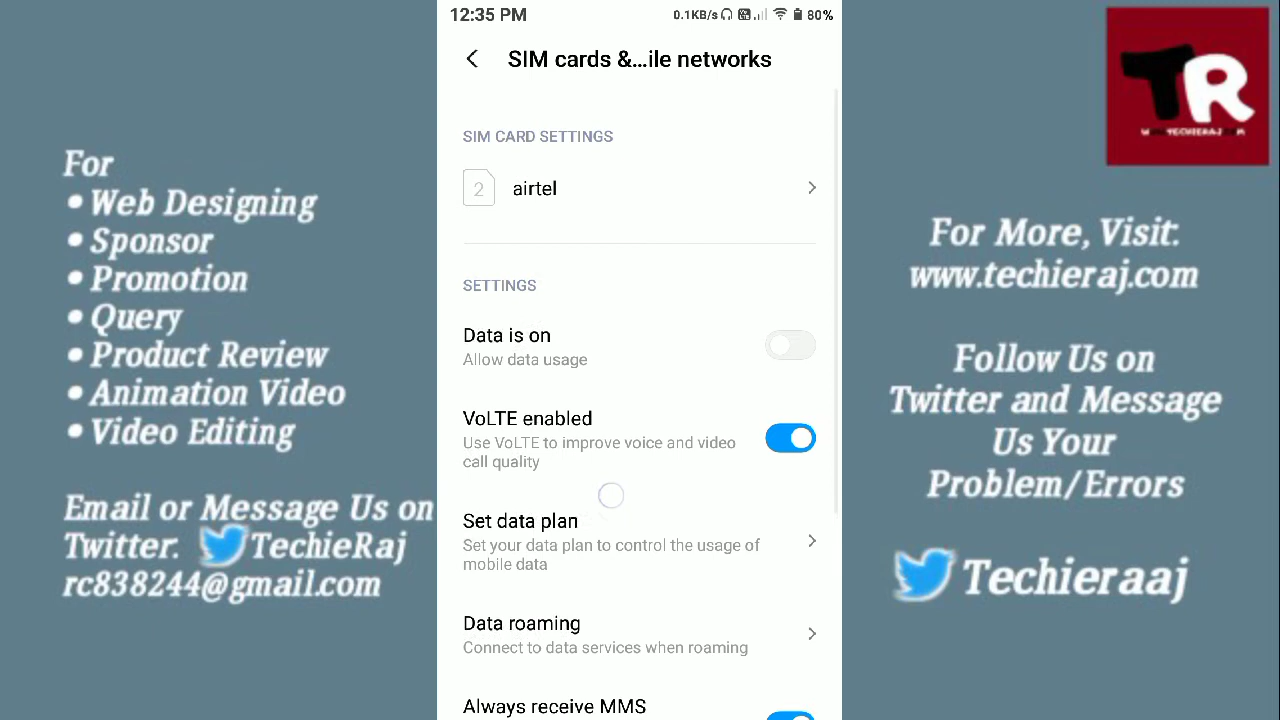 12:35 PM
0.1KB/s
80%
SIM cards &...ile networks
SIM CARD SETTINGS
2
airtel
SETTINGS
Data is on
Allow data usage
VoLTE enabled
Use VoLTE to improve voice and video
call quality
Set data plan
Set your data plan to control the usage of
mobile data
Data roaming
Connect to data services when roaming
Always receive MMS
For
• Web Designing
• Sponsor
• Promotion
• Query
• Product Review
• Animation Video
• Video Editing
Email or Message Us on
Twitter. TechieRaj
rc838244@gmail.com
TR
WWW.TECHIERAJ.COM
For More, Visit:
www.techieraj.com
Follow Us on
Twitter and Message
Us Your
Problem/Errors
Techieraaj